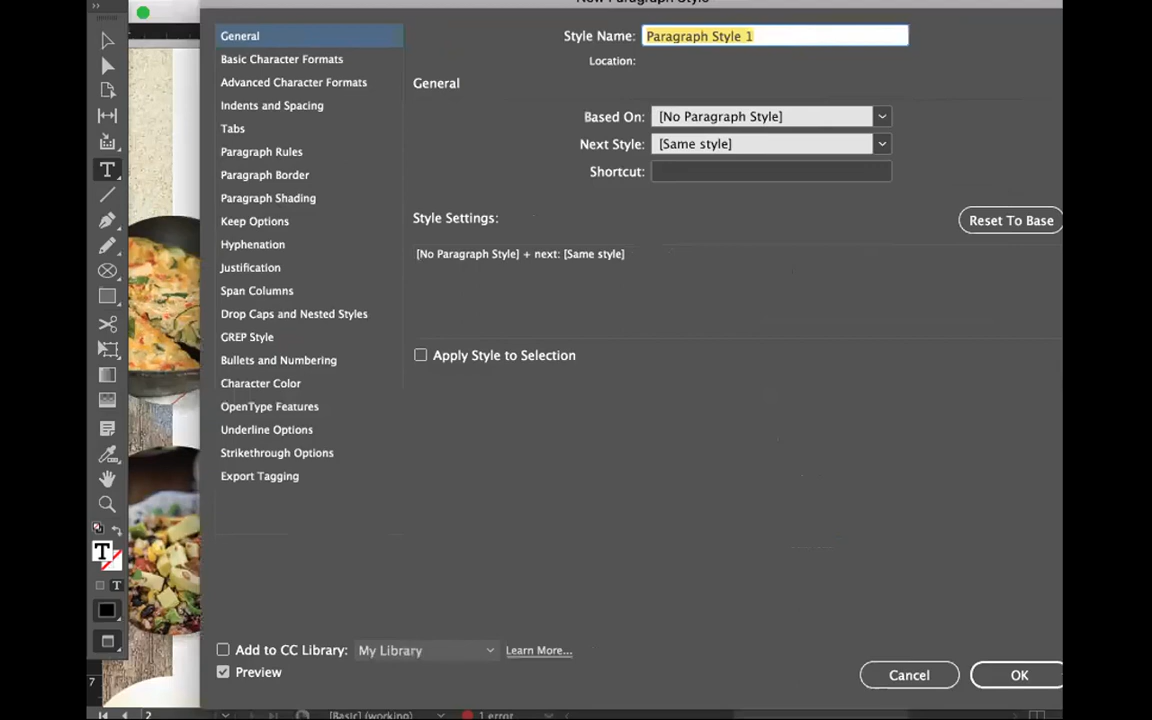 New Paragraph Style
General
Basic Character Formats
Advanced Character Formats
Indents and Spacing
Tabs
Paragraph Rules
Paragraph Border
Paragraph Shading
Keep Options
Hyphenation
Justification
Span Columns
Drop Caps and Nested Styles
GREP Style
Bullets and Numbering
Character Color
OpenType Features
Underline Options
Strikethrough Options
Export Tagging
Style Name: Paragraph Style 1
Location:
General
Based On: [No Paragraph Style]
Next Style: [Same style]
Shortcut:
Style Settings:
Reset To Base
[No Paragraph Style] + next: [Same style]
Apply Style to Selection
Add to CC Library: My Library Learn More...
Preview
Cancel OK
7
2 [Basic] (working) 1 error